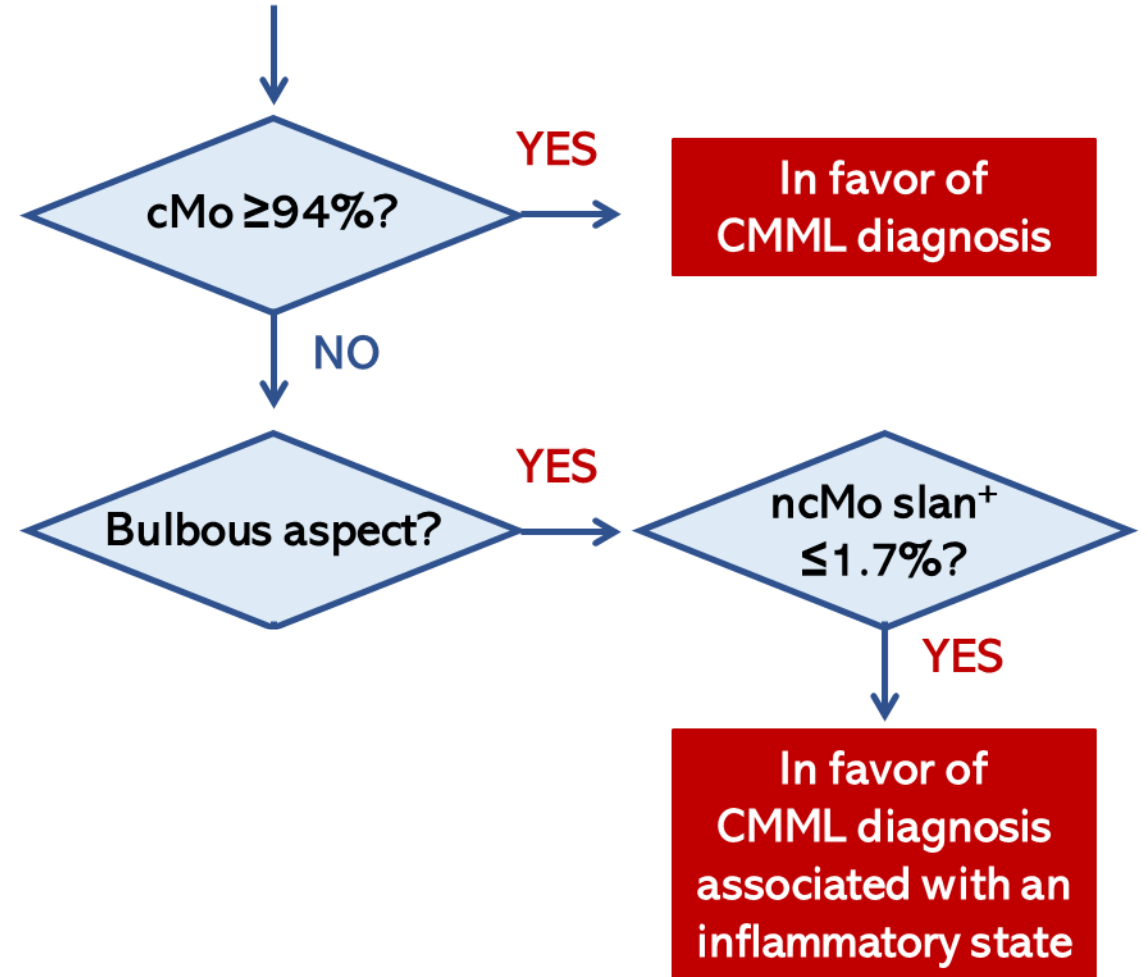 cMo ≥94%?
YES
In favor of
CMML diagnosis
NO
Bulbous aspect?
YES
ncMo slan⁺
≤1.7%?
YES
In favor of
CMML diagnosis
associated with an
inflammatory state